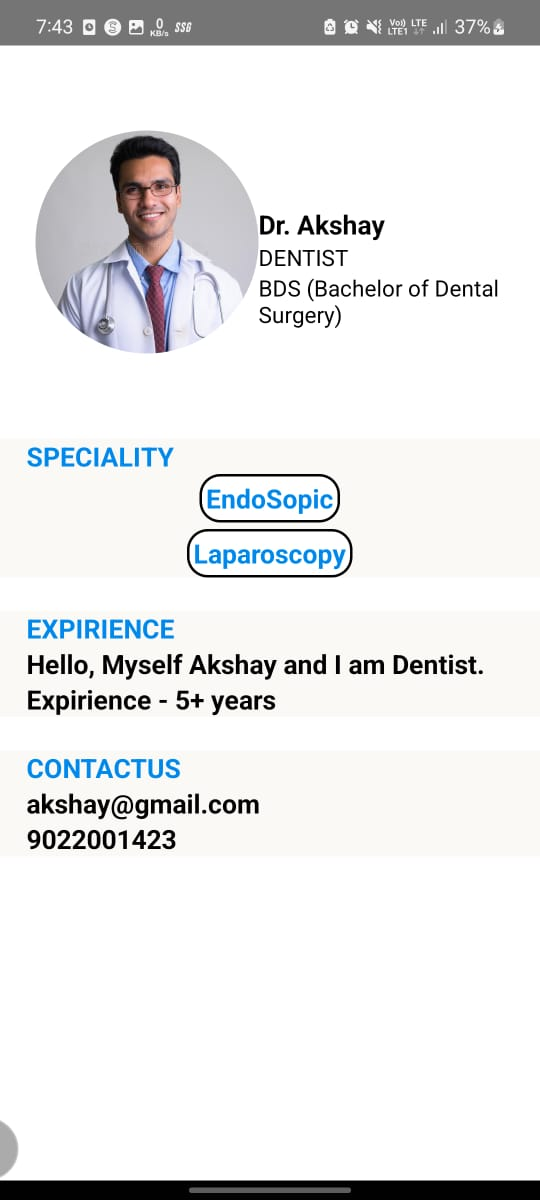 7:43 0 KB/s SSG Vo) LTE LTE1 37%
Dr. Akshay
DENTIST
BDS (Bachelor of Dental
Surgery)
SPECIALITY
EndoSopic
Laparoscopy
EXPIRIENCE
Hello, Myself Akshay and I am Dentist.
Expirience - 5+ years
CONTACTUS
akshay@gmail.com
9022001423